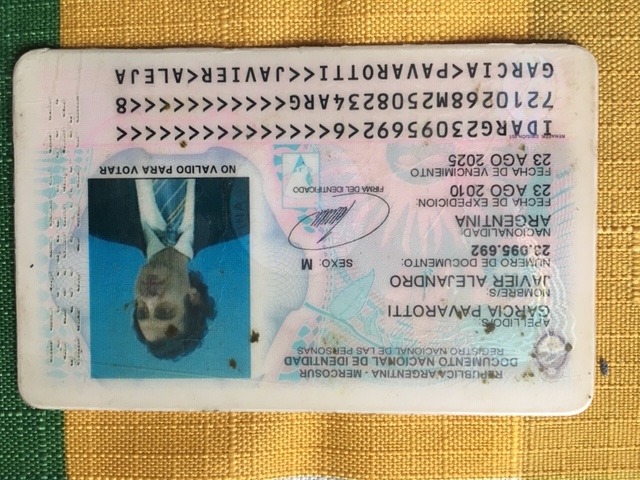 REPUBLICA ARGENTINA - MERCOSUR
DOCUMENTO NACIONAL DE IDENTIDAD
REGISTRO NACIONAL DE LAS PERSONAS
APELLIDO/S:
GARCIA PAVAROTTI
NOMBRE/S:
JAVIER ALEJANDRO
NUMERO DE DOCUMENTO:
23.095.692
SEXO: M
NACIONALIDAD
ARGENTINA
FECHA DE EXPEDICION:
23 AGO 2010
FIRMA DEL IDENTIFICADO
FECHA DE VENCIMIENTO
23 AGO 2025
NO VALIDO PARA VOTAR
IDARG23095692<6<<<<<<<<<<<<<<<
7210268M2508234ARG<<<<<<<<<<<8
GARCIA<PAVAROTTI<<JAVIER<ALEJA